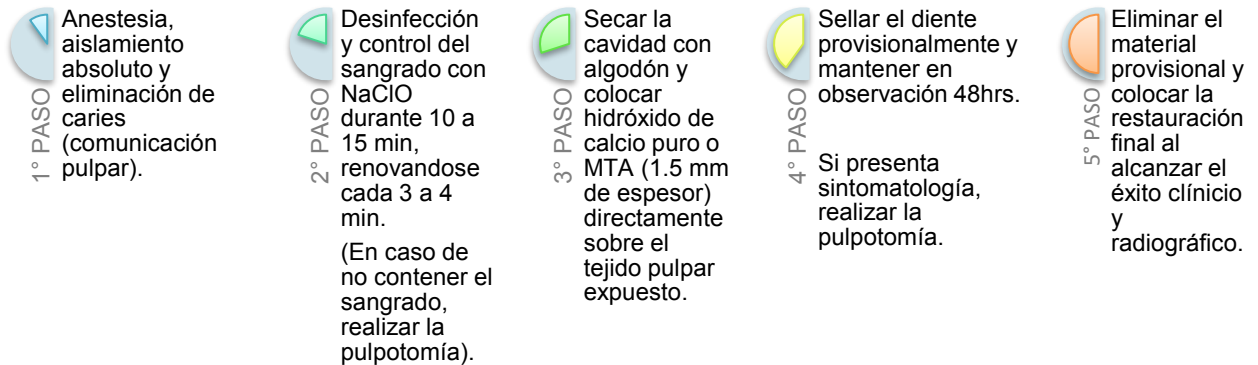 1° PASO
Anestesia,
aislamiento
absoluto y
eliminación de
caries
(comunicación
pulpar).
2° PASO
Desinfección
y control del
sangrado con
NaClO
durante 10 a
15 min,
renovandose
cada 3 a 4
min.
(En caso de
no contener el
sangrado,
realizar la
pulpotomía).
3° PASO
Secar la
cavidad con
algodón y
colocar
hidróxido de
calcio puro o
MTA (1.5 mm
de espesor)
directamente
sobre el
tejido pulpar
expuesto.
4° PASO
Sellar el diente
provisionalmente y
mantener en
observación 48hrs.
Si presenta
sintomatología,
realizar la
pulpotomía.
5° PASO
Eliminar el
material
provisional y
colocar la
restauración
final al
alcanzar el
éxito clínicio
y
radiográfico.